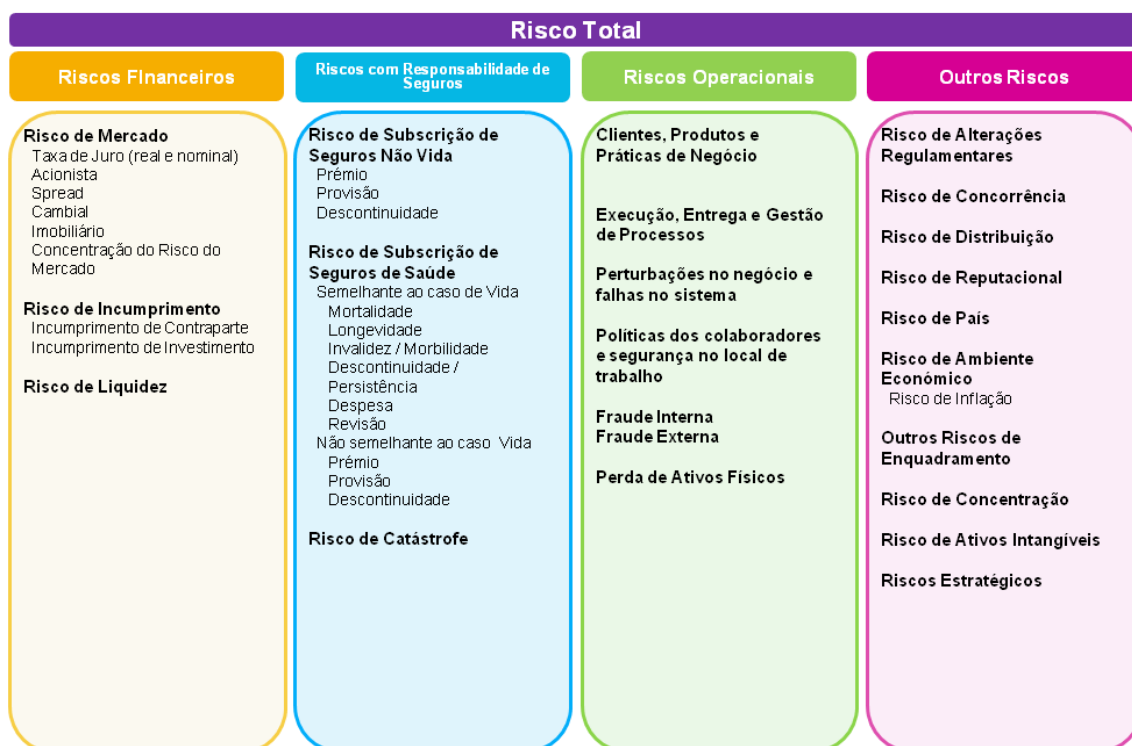 Risco Total
Riscos FInanceiros
Riscos com Responsabilidade de
Seguros
Riscos Operacionais
Outros Riscos
Risco de Mercado
Taxa de Juro (real e nominal)
Acionista
Spread
Cambial
Imobiliário
Concentração do Risco do
Mercado
Risco de Incumprimento
Incumprimento de Contraparte
Incumprimento de Investimento
Risco de Liquidez
Risco de Subscrição de
Seguros Não Vida
Prémio
Provisão
Descontinuidade
Risco de Subscrição de
Seguros de Saúde
Semelhante ao caso de Vida
Mortalidade
Longevidade
Invalidez / Morbilidade
Descontinuidade /
Persistência
Despesa
Revisão
Não semelhante ao caso Vida
Prémio
Provisão
Descontinuidade
Risco de Catástrofe
Clientes, Produtos e
Práticas de Negócio
Execução, Entrega e Gestão
de Processos
Perturbações no negócio e
falhas no sistema
Políticas dos colaboradores
e segurança no local de
trabalho
Fraude Interna
Fraude Externa
Perda de Ativos Físicos
Risco de Alterações
Regulamentares
Risco de Concorrência
Risco de Distribuição
Risco de Reputacional
Risco de País
Risco de Ambiente
Económico
Risco de Inflação
Outros Riscos de
Enquadramento
Risco de Concentração
Risco de Ativos Intangíveis
Riscos Estratégicos